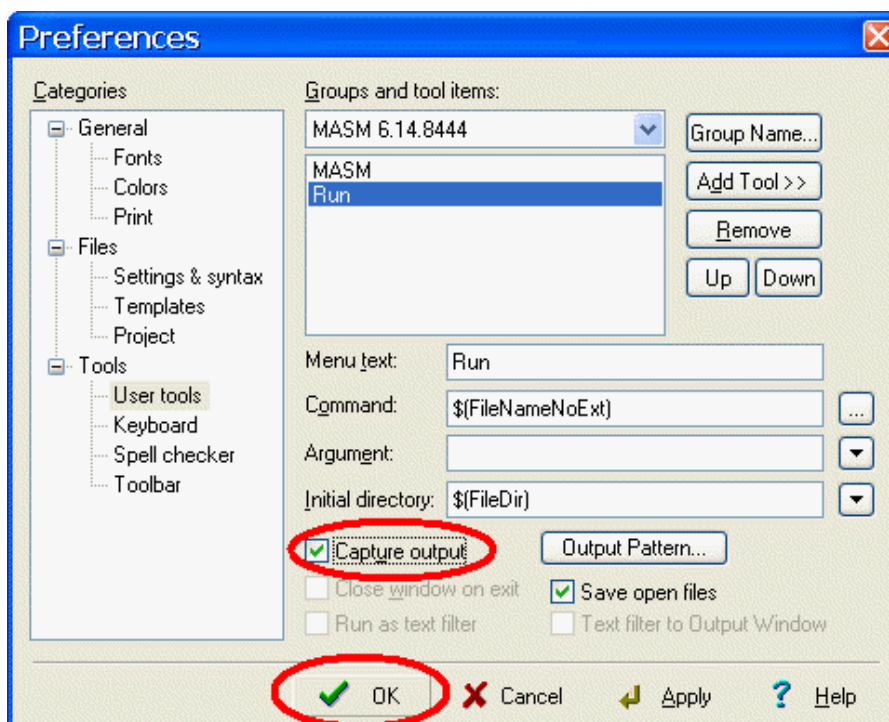 Preferences
Categories
General
Fonts
Colors
Print
Files
Settings & syntax
Templates
Project
Tools
User tools
Keyboard
Spell checker
Toolbar
Groups and tool items:
MASM 6.14.8444
MASM
Run
Group Name...
Add Tool >>
Remove
Up Down
Menu text: Run
Command: $(FileNameNoExt) ...
Argument:
Initial directory: $(FileDir)
Capture output Output Pattern...
Close window on exit Save open files
Run as text filter Text filter to Output Window
OK Cancel Apply ? Help